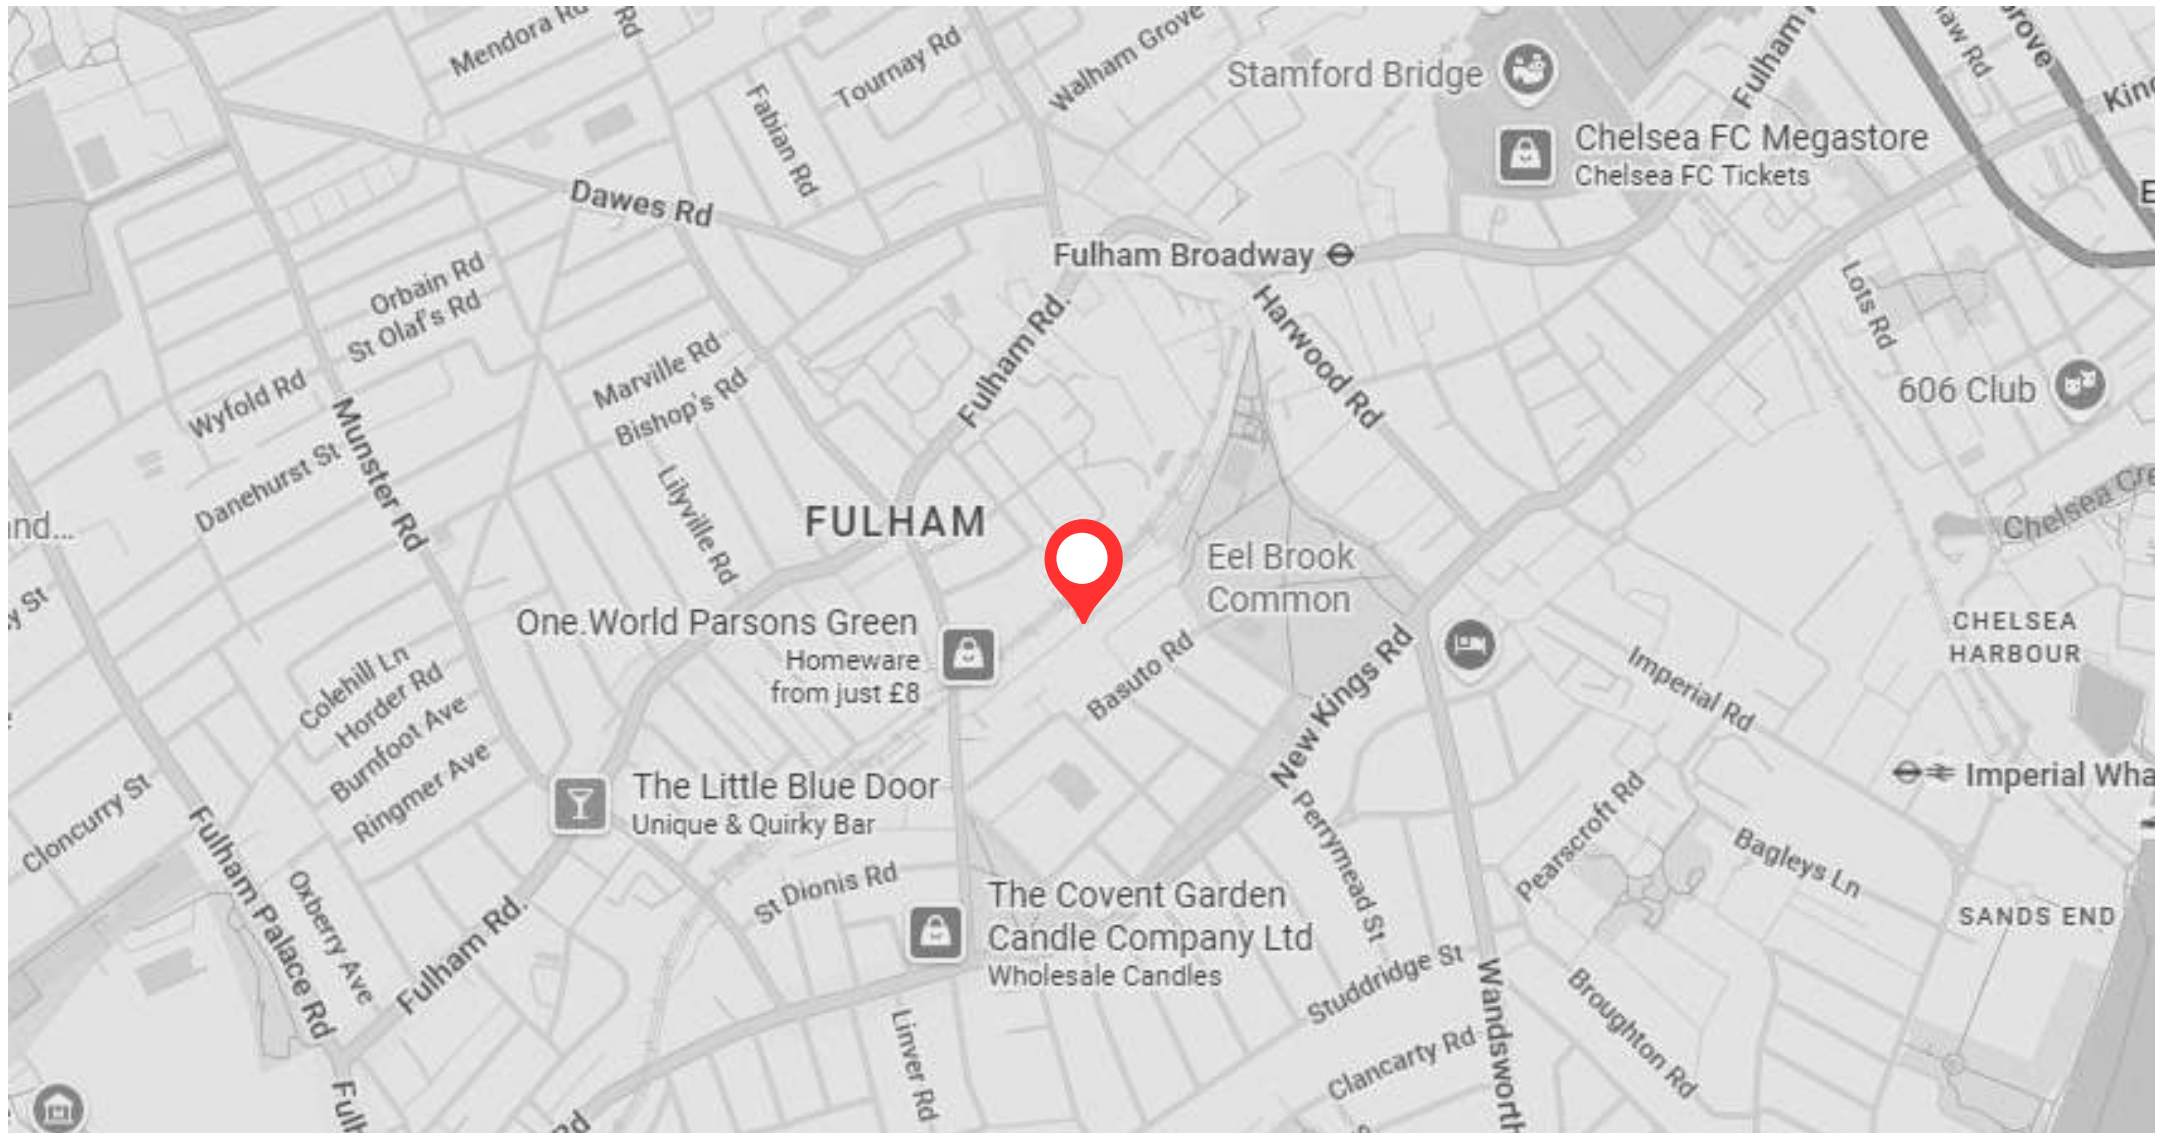 Mendora Rd
Rd
Tournay Rd
Walham Grove
Fabian Rd
Stamford Bridge
Chelsea FC Megastore
Chelsea FC Tickets
Fulham
Dawes Rd
Fulham Broadway
Orbain Rd
St Olaf's Rd
Marville Rd
Bishop's Rd
Wyfold Rd
Munster Rd
Danehurst St
Lilyville Rd
Fulham Rd.
Harwood Rd
Lots Rd
606 Club
Chelsea Cre
FULHAM
Eel Brook
Common
nd...
y St
One.World Parsons Green
Homeware
from just £8
Basuto Rd
New Kings Rd
Imperial Rd
CHELSEA
HARBOUR
Colehill Ln
Horder Rd
Burnfoot Ave
Ringmer Ave
Cloncurry St
The Little Blue Door
Unique & Quirky Bar
Imperial Wha
Pearscroft Rd
Bagleys Ln
Perrymead St
Fulham Palace Rd
Oxberry Ave
Fulham Rd.
St Dionis Rd
The Covent Garden
Candle Company Ltd
Wholesale Candles
SANDS END
Studdridge St
Wandsworth
Broughton Rd
Clancarty Rd
Linver Rd
Fulh
Rd